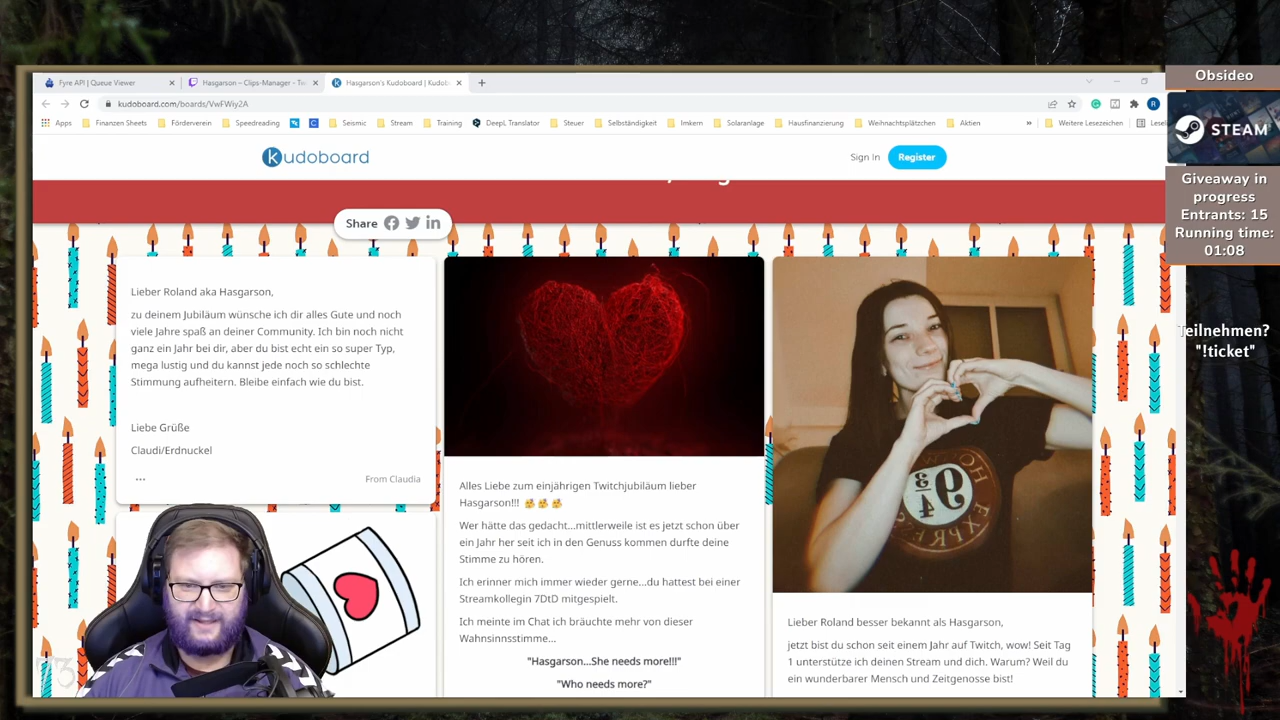 Fyre API | Queue Viewer
Hasgarson – Clips-Manager - Tw
Hasgarson's Kudoboard | Kudob
kudoboard.com/boards/VwFWiy2A
Apps
Finanzen Sheets
Förderverein
Speedreading
Seismic
Stream
Training
DeepL Translator
Steuer
Selbständigkeit
Imkern
Solaranlage
Hausfinanzierung
Weihnachtsplätzchen
Aktien
»
Weitere Lesezeichen
Lesel
kudoboard
Sign In
Register
Share
Lieber Roland aka Hasgarson,
zu deinem Jubiläum wünsche ich dir alles Gute und noch
viele Jahre spaß an deiner Community. Ich bin noch nicht
ganz ein Jahr bei dir, aber du bist echt ein so super Typ,
mega lustig und du kannst jede noch so schlechte
Stimmung aufheitern. Bleibe einfach wie du bist.
Liebe Grüße
Claudi/Erdnuckel
...
From Claudia
Alles Liebe zum einjährigen Twitchjubiläum lieber
Hasgarson!!! 🥳🥳🥳
Wer hätte das gedacht...mittlerweile ist es jetzt schon über
ein Jahr her seit ich in den Genuss kommen durfte deine
Stimme zu hören.
Ich erinner mich immer wieder gerne...du hattest bei einer
Streamkollegin 7DtD mitgespielt.
Ich meinte im Chat ich bräuchte mehr von dieser
Wahnsinnsstimme...
"Hasgarson...She needs more!!!"
"Who needs more?"
9 3/4
EXPRESS
Lieber Roland besser bekannt als Hasgarson,
jetzt bist du schon seit einem Jahr auf Twitch, wow! Seit Tag
1 unterstütze ich deinen Stream und dich. Warum? Weil du
ein wunderbarer Mensch und Zeitgenosse bist!
Obsideo
STEAM
Giveaway in
progress
Entrants: 15
Running time:
01:08
Teilnehmen?
"!ticket"